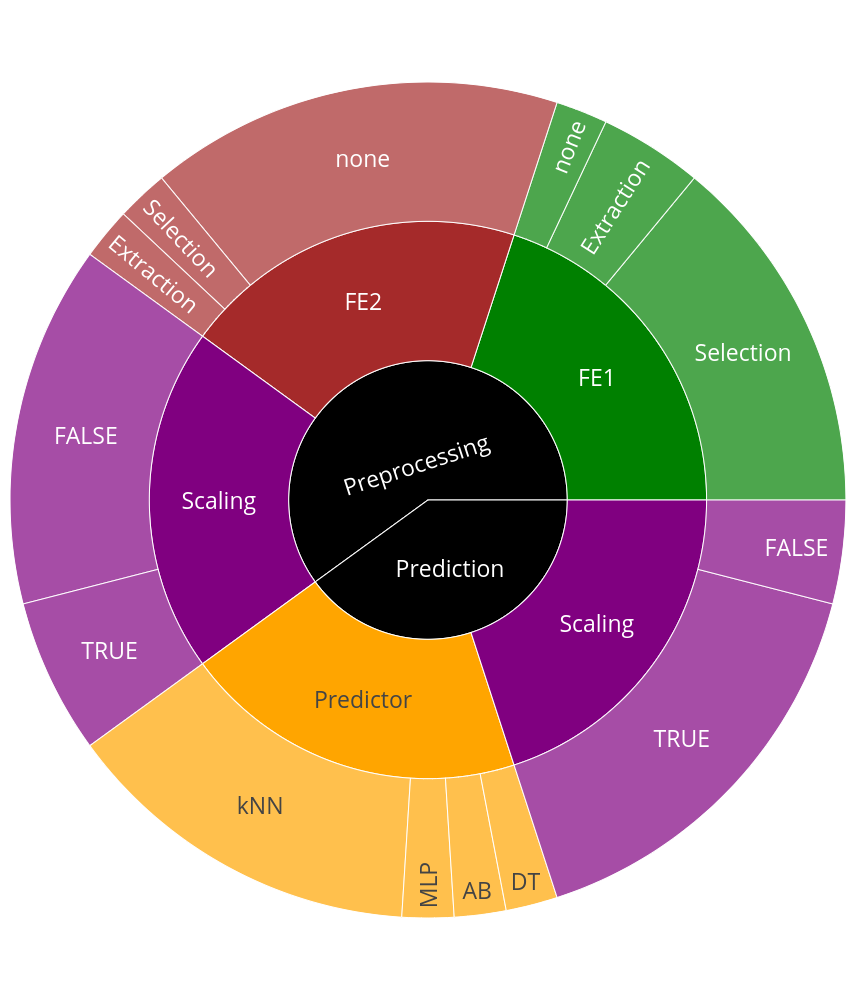 none
none
Extraction
Selection
Extraction
Selection
FE2
FE1
Selection
FALSE
Preprocessing
Scaling
FALSE
Prediction
Scaling
TRUE
Predictor
TRUE
kNN
MLP
AB
DT